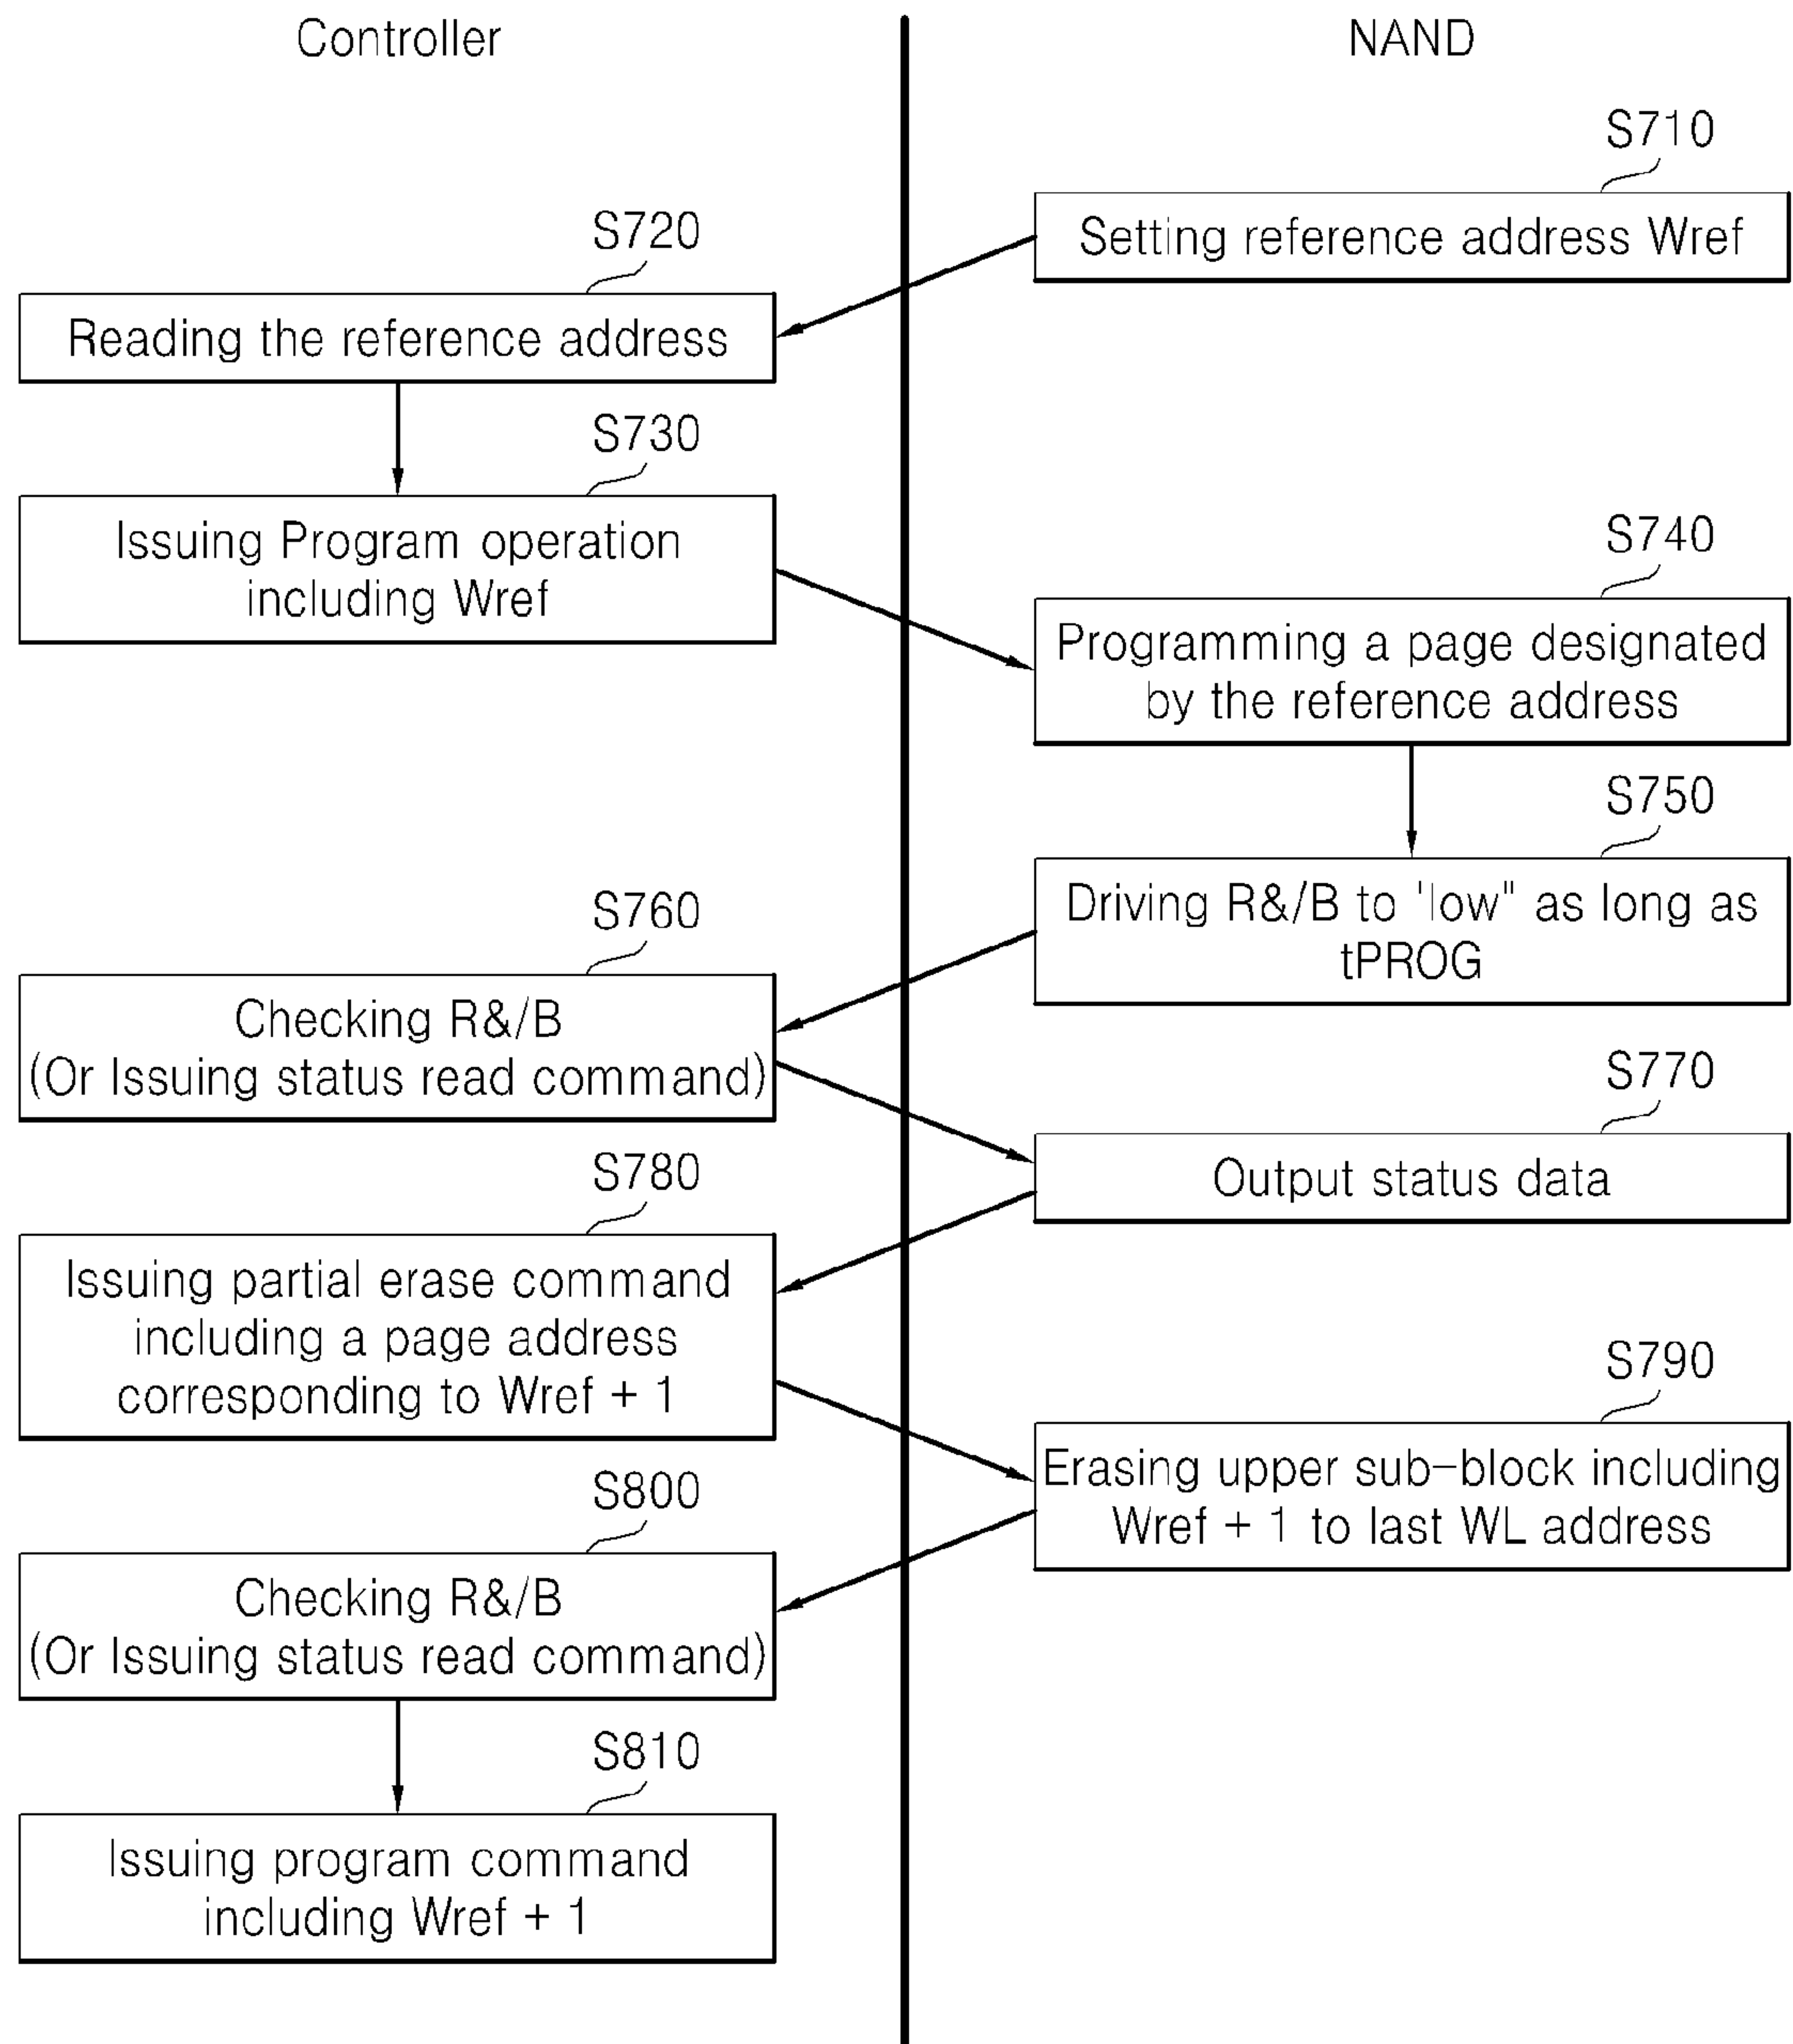 Controller
NAND
S710
Setting reference address Wref
S720
Reading the reference address
S730
Issuing Program operation
including Wref
S740
Programming a page designated
by the reference address
S750
Driving R&/B to 'low" as long as
tPROG
S760
Checking R&/B
(Or Issuing status read command)
S770
Output status data
S780
Issuing partial erase command
including a page address
corresponding to Wref + 1
S790
Erasing upper sub-block including
Wref + 1 to last WL address
S800
Checking R&/B
(Or Issuing status read command)
S810
Issuing program command
including Wref + 1